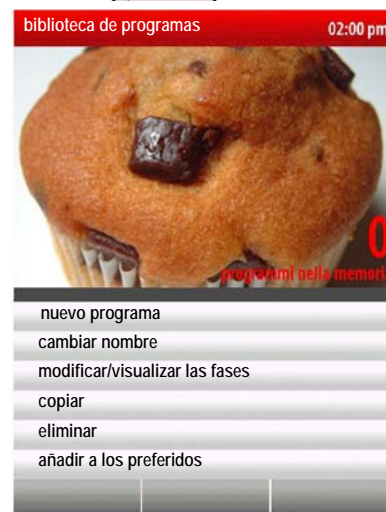 biblioteca de programas 02:00 pm
0
programmi nella memori
nuevo programa
cambiar nombre
modificar/visualizar las fases
copiar
eliminar
añadir a los preferidos